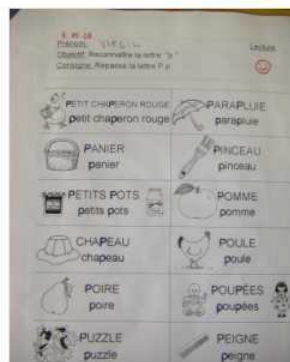 Prénom
Lecture
Objectif: Reconnaître la lettre "p"
Consigne: Repasse la lettre P p
PETIT CHAPERON ROUGE
petit chaperon rouge
PARAPLUIE
parapluie
PANIER
panier
PINCEAU
pinceau
PETITS POTS
petits pots
POMME
pomme
CHAPEAU
chapeau
POULE
poule
POIRE
poire
POUPÉES
poupées
PUZZLE
puzzle
PEIGNE
peigne